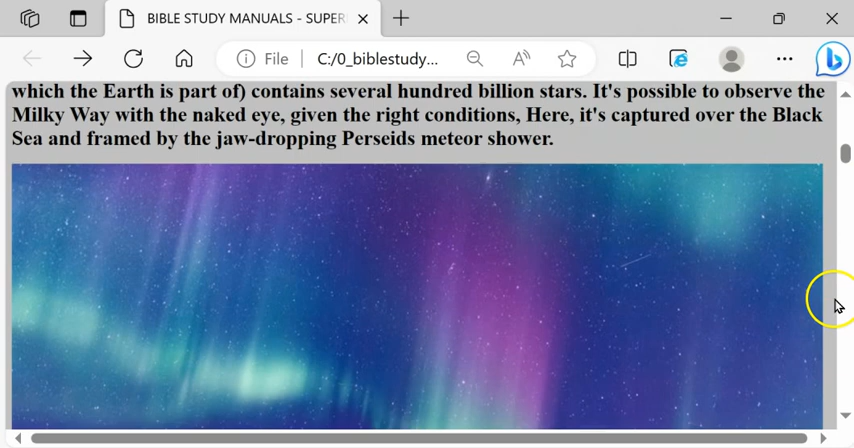 BIBLE STUDY MANUALS - SUPER
File
C:/0_biblestudy...
which the Earth is part of) contains several hundred billion stars. It's possible to observe the
Milky Way with the naked eye, given the right conditions, Here, it's captured over the Black
Sea and framed by the jaw-dropping Perseids meteor shower.